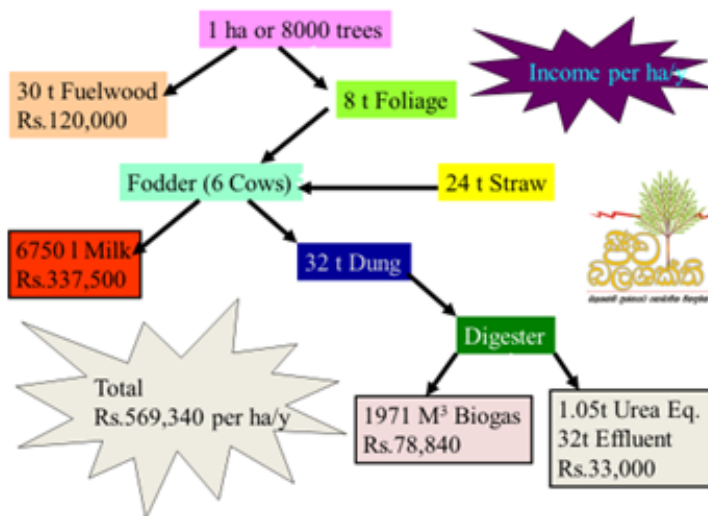 1 ha or 8000 trees
Income per ha/y
30 t Fuelwood
Rs.120,000
8 t Foliage
Fodder (6 Cows)
24 t Straw
6750 l Milk
Rs.337,500
32 t Dung
ජීව
බලශක්ති
Digester
Total
Rs.569,340 per ha/y
1971 M³ Biogas
Rs.78,840
1.05t Urea Eq.
32t Effluent
Rs.33,000